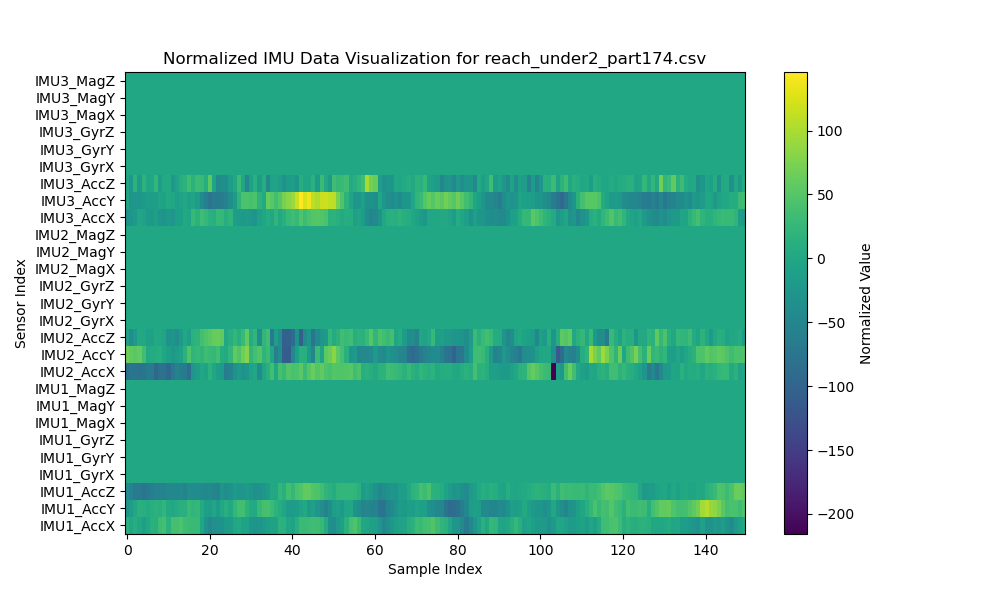 Normalized IMU Data Visualization for reach_under2_part174.csv
IMU3_MagZ
IMU3_MagY
IMU3_MagX
IMU3_GyrZ
IMU3_GyrY
IMU3_GyrX
IMU3_AccZ
IMU3_AccY
IMU3_AccX
IMU2_MagZ
IMU2_MagY
IMU2_MagX
IMU2_GyrZ
IMU2_GyrY
IMU2_GyrX
IMU2_AccZ
IMU2_AccY
IMU2_AccX
IMU1_MagZ
IMU1_MagY
IMU1_MagX
IMU1_GyrZ
IMU1_GyrY
IMU1_GyrX
IMU1_AccZ
IMU1_AccY
IMU1_AccX
Sensor Index
0 20 40 60 80 100 120 140
Sample Index
100
50
0
−50
−100
−150
−200
Normalized Value